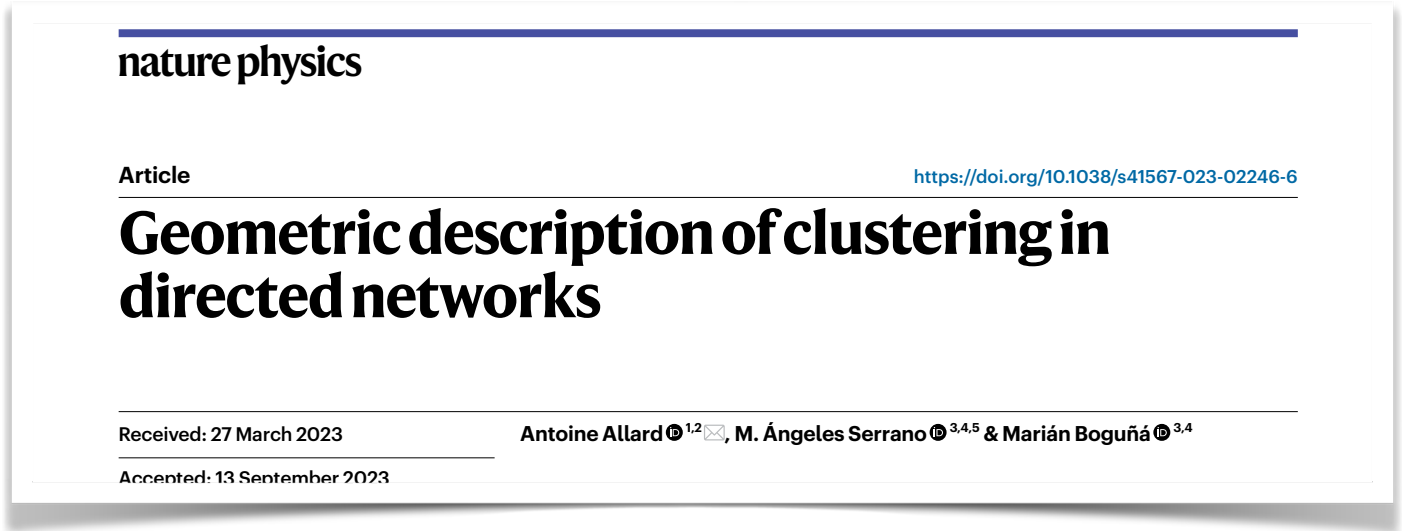 nature physics
Article
https://doi.org/10.1038/s41567-023-02246-6
Geometric description of clustering in
directed networks
Received: 27 March 2023
Antoine Allard 1,2, M. Ángeles Serrano 3,4,5 & Marián Boguñá 3,4
Accepted: 13 September 2023